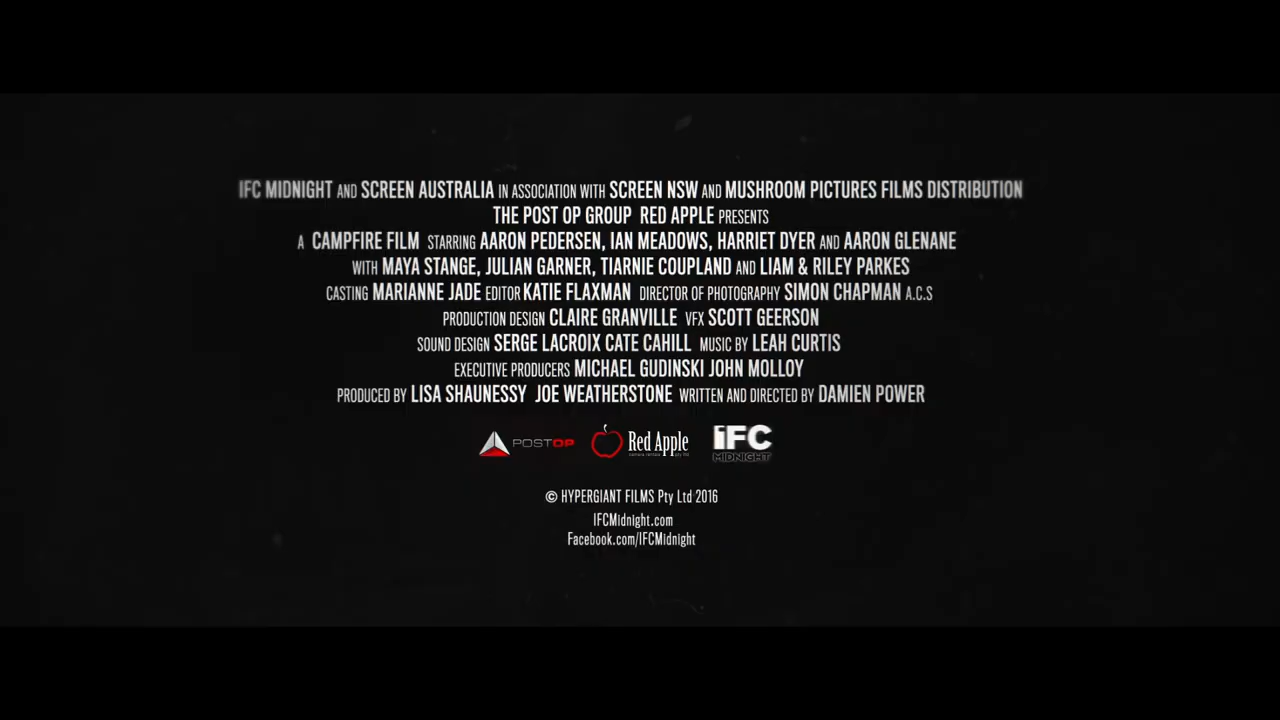 IFC MIDNIGHT AND SCREEN AUSTRALIA IN ASSOCIATION WITH SCREEN NSW AND MUSHROOM PICTURES FILMS DISTRIBUTION
THE POST OP GROUP RED APPLE PRESENTS
A CAMPFIRE FILM STARRING AARON PEDERSEN, IAN MEADOWS, HARRIET DYER AND AARON GLENANE
WITH MAYA STANGE, JULIAN GARNER, TIARNIE COUPLAND AND LIAM & RILEY PARKES
CASTING MARIANNE JADE EDITOR KATIE FLAXMAN DIRECTOR OF PHOTOGRAPHY SIMON CHAPMAN A.C.S
PRODUCTION DESIGN CLAIRE GRANVILLE VFX SCOTT GEERSON
SOUND DESIGN SERGE LACROIX CATE CAHILL MUSIC BY LEAH CURTIS
EXECUTIVE PRODUCERS MICHAEL GUDINSKI JOHN MOLLOY
PRODUCED BY LISA SHAUNESSY JOE WEATHERSTONE WRITTEN AND DIRECTED BY DAMIEN POWER
POSTOP Red Apple IFC
camera rentals pty ltd MIDNIGHT
© HYPERGIANT FILMS Pty Ltd 2016
IFCMidnight.com
Facebook.com/IFCMidnight